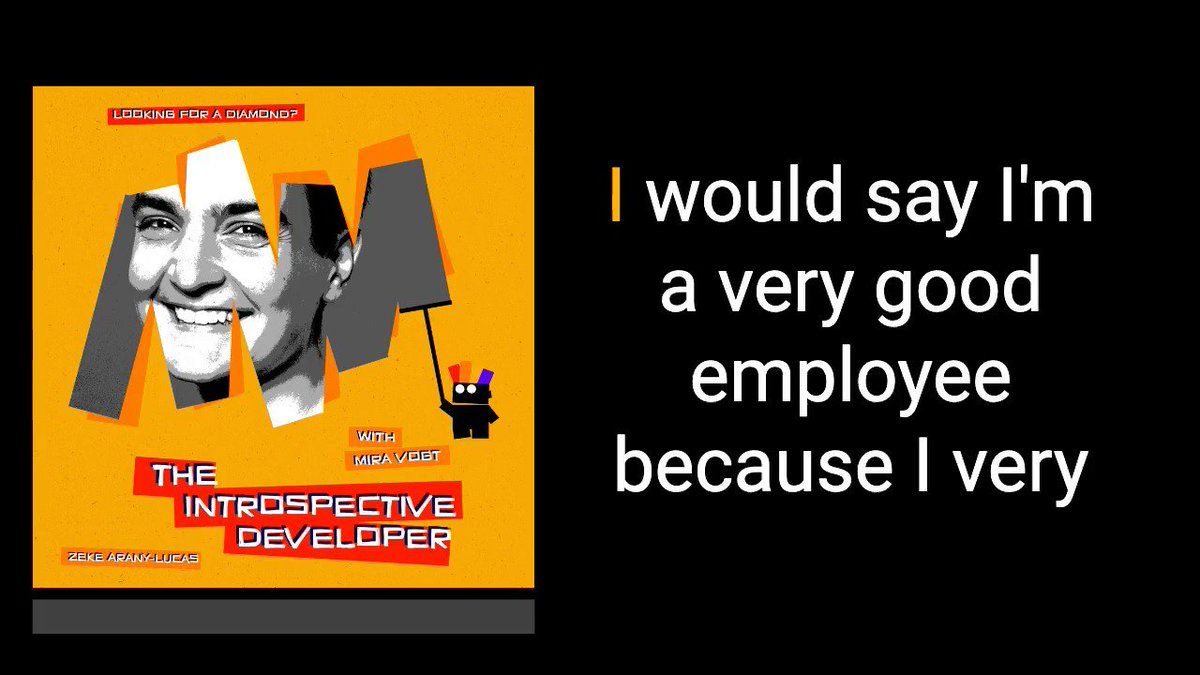 LOOKING FOR A DIAMOND?
WITH
MIRA VOGT
THE
INTROSPECTIVE
DEVELOPER
ZEKE ARANY-LUCAS
I would say I'm
a very good
employee
because I very